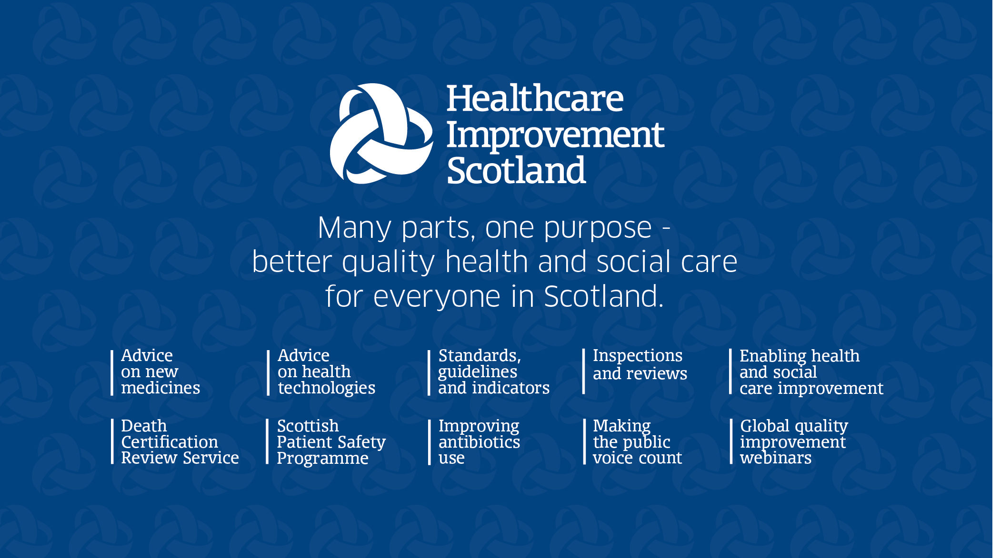 Healthcare
Improvement
Scotland
Many parts, one purpose -
better quality health and social care
for everyone in Scotland.
Advice
on new
medicines
Advice
on health
technologies
Standards,
guidelines
and indicators
Inspections
and reviews
Enabling health
and social
care improvement
Death
Certification
Review Service
Scottish
Patient Safety
Programme
Improving
antibiotics
use
Making
the public
voice count
Global quality
improvement
webinars